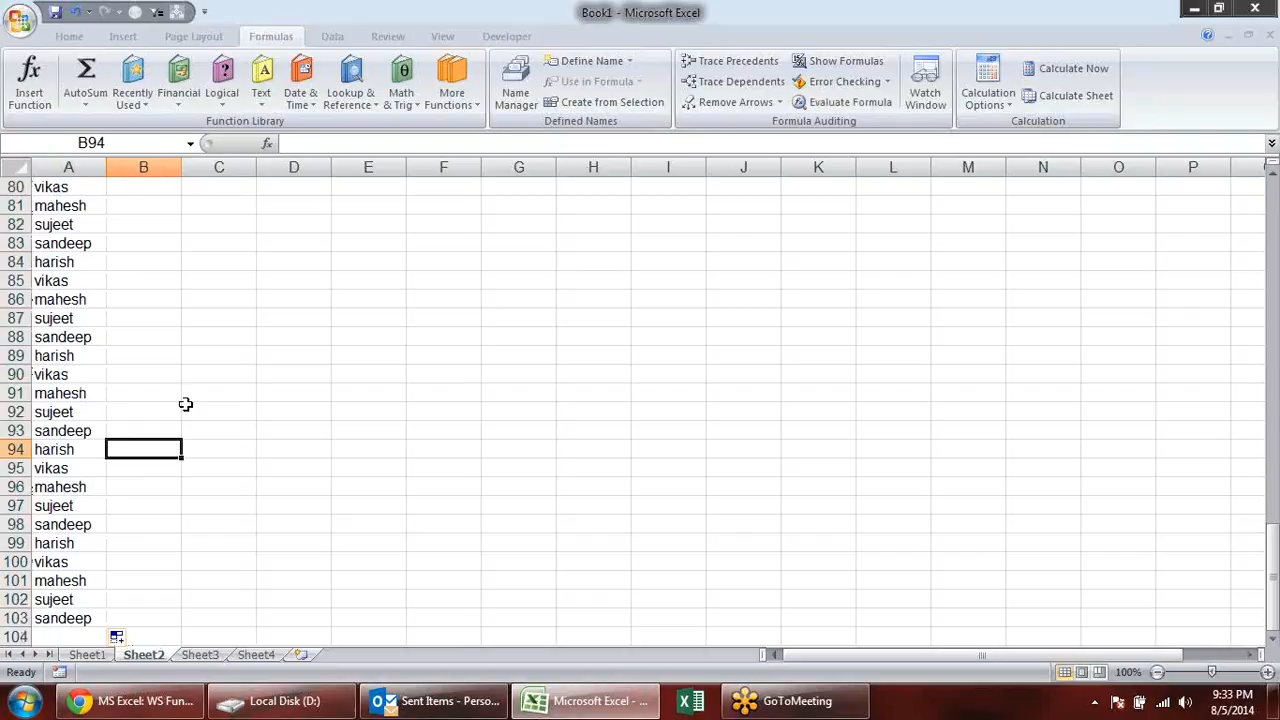 Book1 - Microsoft Excel
Home Insert Page Layout Formulas Data Review View Developer
Insert Function
AutoSum
Recently Used
Financial
Logical
Text
Date & Time
Lookup & Reference
Math & Trig
More Functions
Function Library
Name Manager
Define Name
Use in Formula
Create from Selection
Defined Names
Trace Precedents
Trace Dependents
Remove Arrows
Show Formulas
Error Checking
Evaluate Formula
Formula Auditing
Watch Window
Calculation Options
Calculate Now
Calculate Sheet
Calculation
B94 fx
A B C D E F G H I J K L M N O P
80 vikas
81 mahesh
82 sujeet
83 sandeep
84 harish
85 vikas
86 mahesh
87 sujeet
88 sandeep
89 harish
90 vikas
91 mahesh
92 sujeet
93 sandeep
94 harish
95 vikas
96 mahesh
97 sujeet
98 sandeep
99 harish
100 vikas
101 mahesh
102 sujeet
103 sandeep
104
Sheet1 Sheet2 Sheet3 Sheet4
Ready 100%
MS Excel: WS Fun... Local Disk (D:) Sent Items - Perso... Microsoft Excel - ... GoToMeeting 9:33 PM
8/5/2014